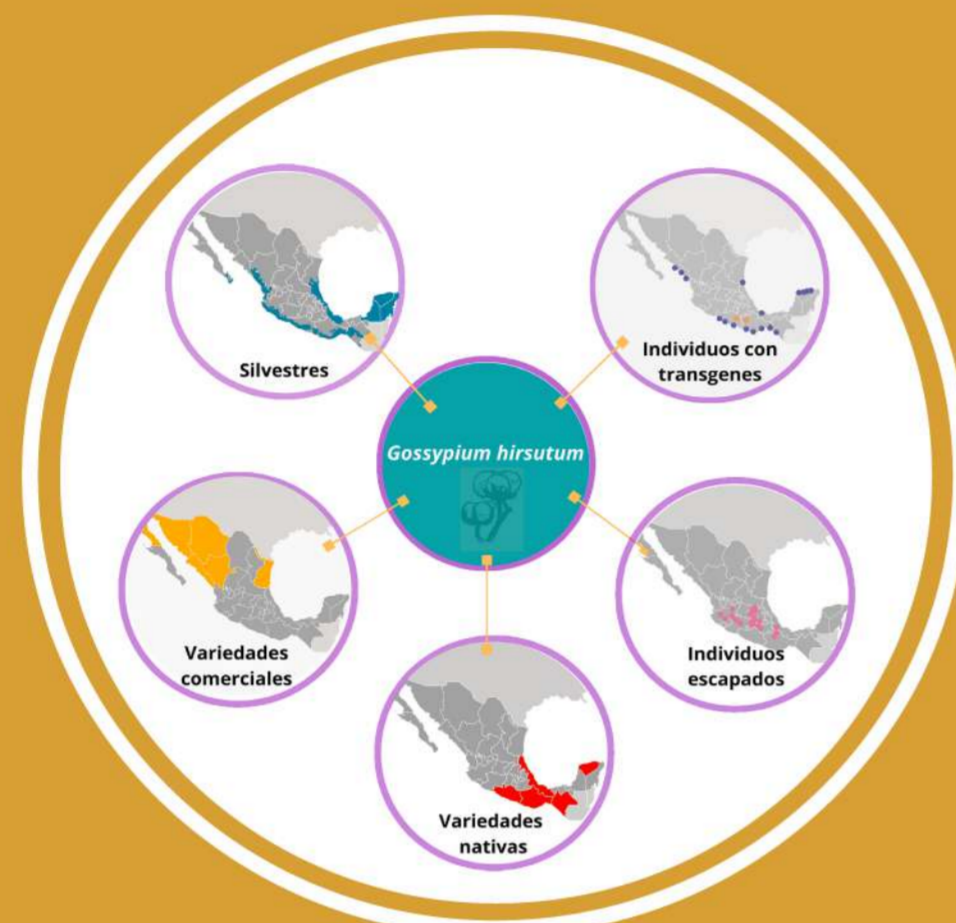 Silvestres
Individuos con
transgenes
Gossypium hirsutum
Variedades
comerciales
Individuos
escapados
Variedades
nativas